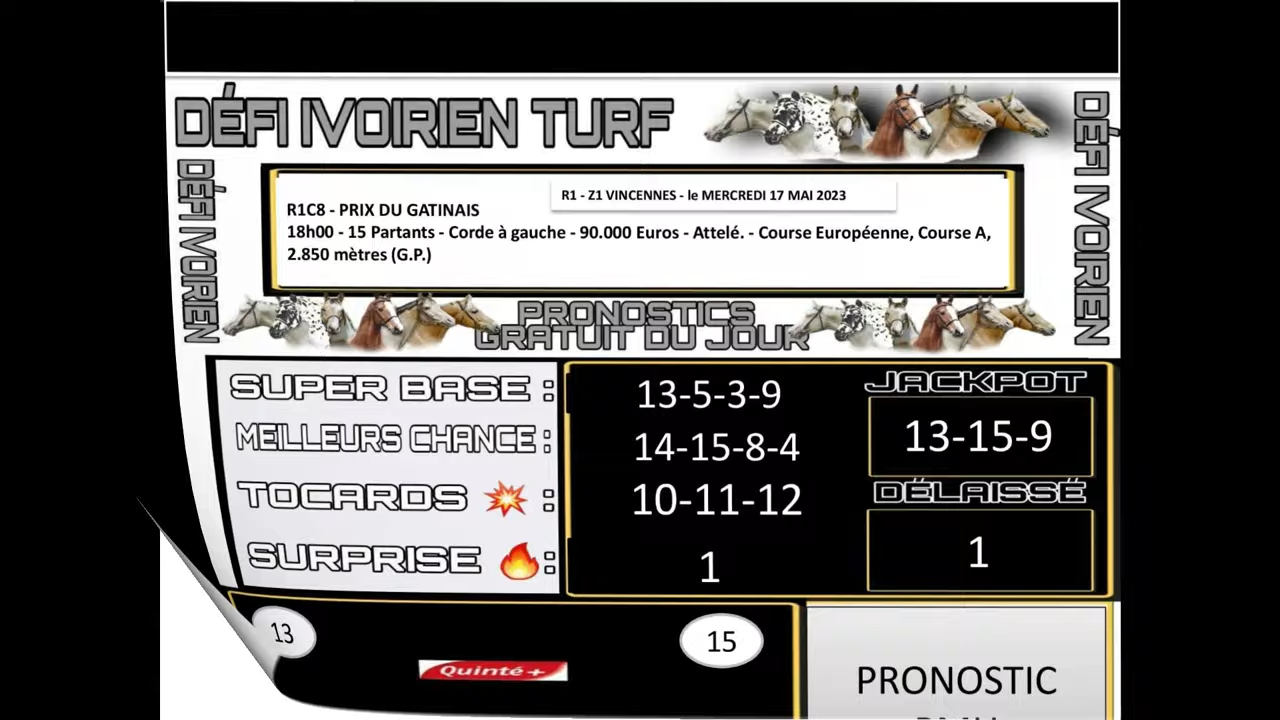 DÉFI IVOIRIEN TURF
DÉFI IVOIREN
DÉFI IVOIREN
R1 - Z1 VINCENNES - le MERCREDI 17 MAI 2023
R1C8 - PRIX DU GATINAIS
18h00 - 15 Partants - Corde à gauche - 90.000 Euros - Attelé. - Course Européenne, Course A,
2.850 mètres (G.P.)
PRONOSTICS
GRATUIT DU JOUR
SUPER BASE : 13-5-3-9
MEILLEURS CHANCE : 14-15-8-4
TOCARDS 💥 : 10-11-12
SURPRISE 🔥 : 1
JACKPOT
13-15-9
DÉLAISSÉ
1
13
15
Quinté+
PRONOSTIC